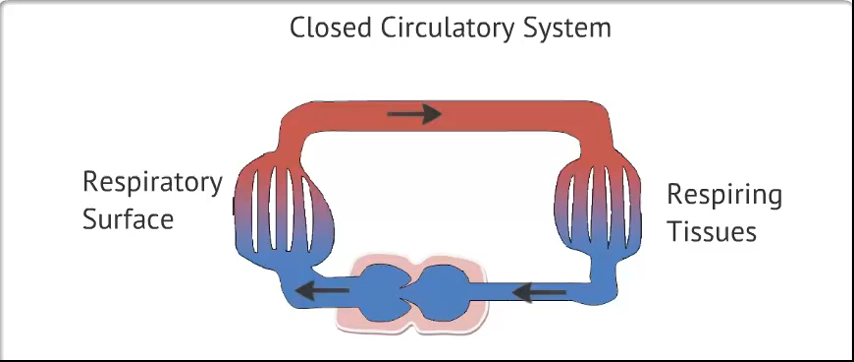 Closed Circulatory System
Respiratory
Surface
Respiring
Tissues